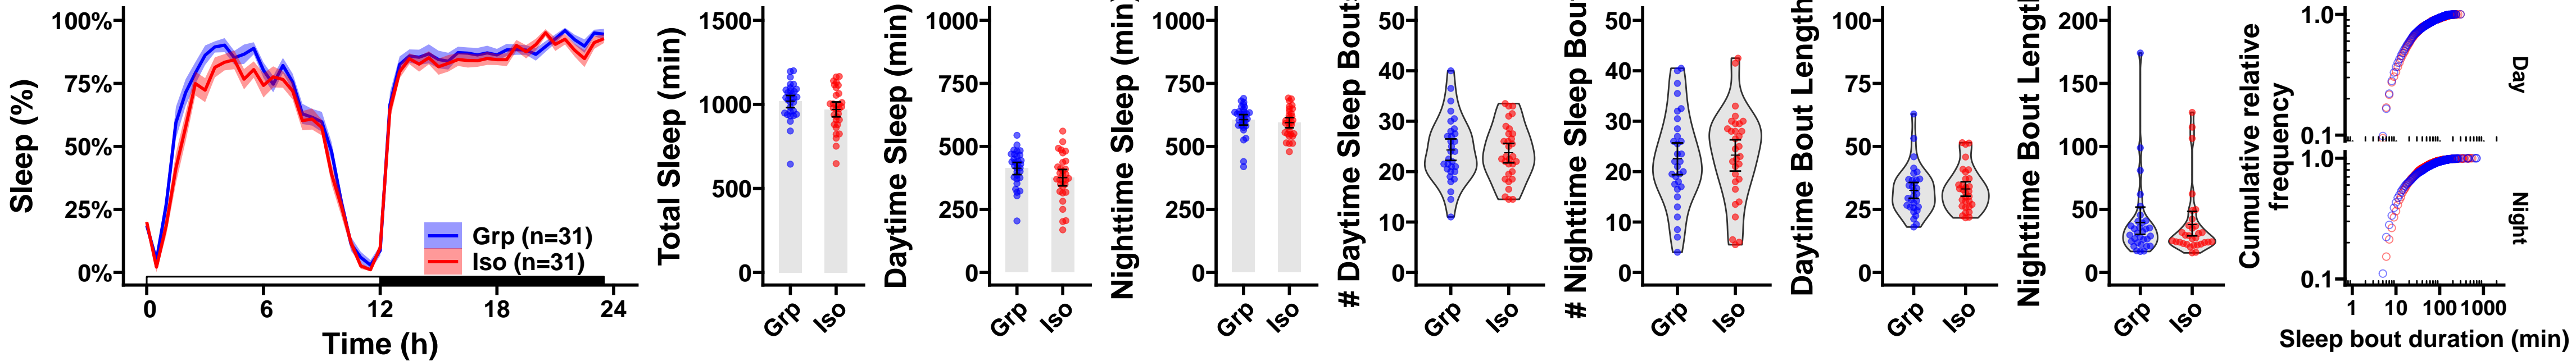 Sleep (%)
100%
75%
50%
25%
0%
Grp (n=31)
Iso (n=31)
0
6
12
18
24
Time (h)
Total Sleep (min)
1500
1000
500
0
Grp
Iso
Daytime Sleep (min)
1000
750
500
250
0
Grp
Iso
Nighttime Sleep (min)
1000
750
500
250
0
Grp
Iso
# Daytime Sleep Bouts
50
40
30
20
10
0
Grp
Iso
# Nighttime Sleep Bou
50
40
30
20
10
0
Grp
Iso
Daytime Bout Length
100
75
50
25
0
Grp
Iso
Nighttime Bout Lengt
200
150
100
50
0
Grp
Iso
Cumulative relative
frequency
1.0
0.1
Day
1.0
0.1
Night
1
10
100
1000
Sleep bout duration (min)